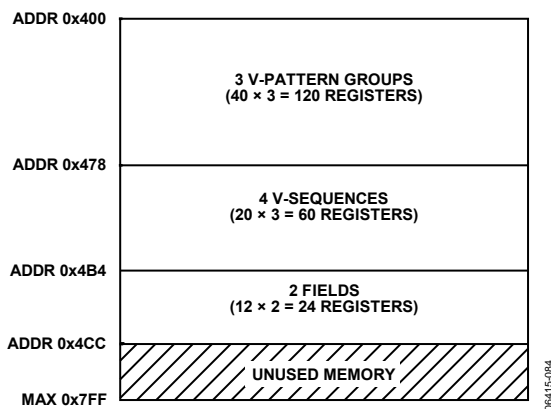 ADDR 0x400
3 V-PATTERN GROUPS
(40 × 3 = 120 REGISTERS)
ADDR 0x478
4 V-SEQUENCES
(20 × 3 = 60 REGISTERS)
ADDR 0x4B4
2 FIELDS
(12 × 2 = 24 REGISTERS)
ADDR 0x4CC
UNUSED MEMORY
MAX 0x7FF
06415-084